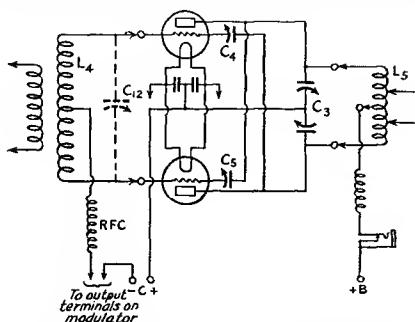 L4
C12
C4
C3
L5
C5
RFC
-C+
+B
To output
terminals on
modulator